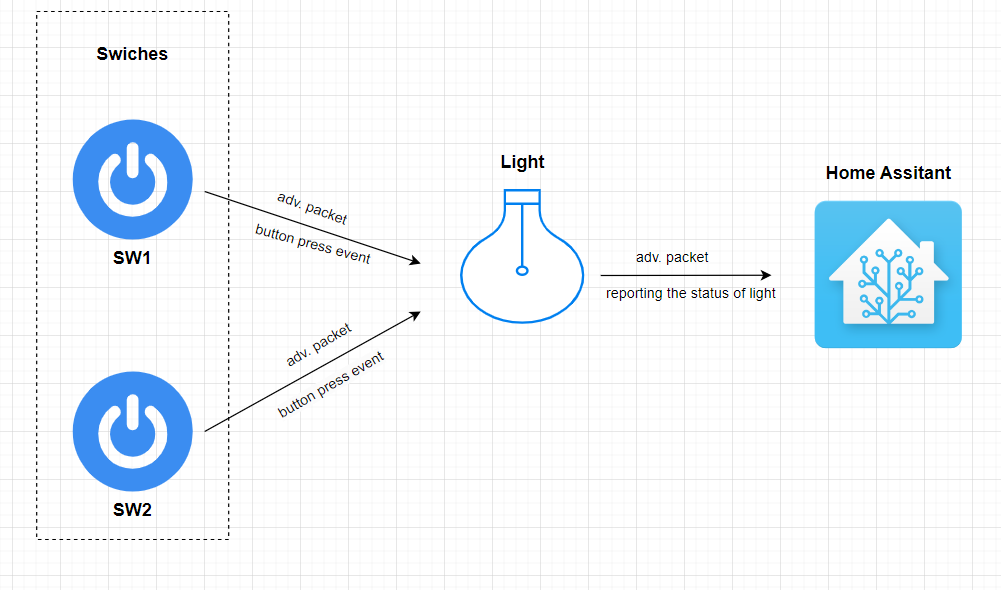 Swiches
SW1
adv. packet
button press event
adv. packet
button press event
SW2
Light
adv. packet
reporting the status of light
Home Assitant